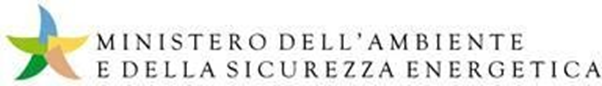 MINISTERO DELL'AMBIENTE
E DELLA SICUREZZA ENERGETICA